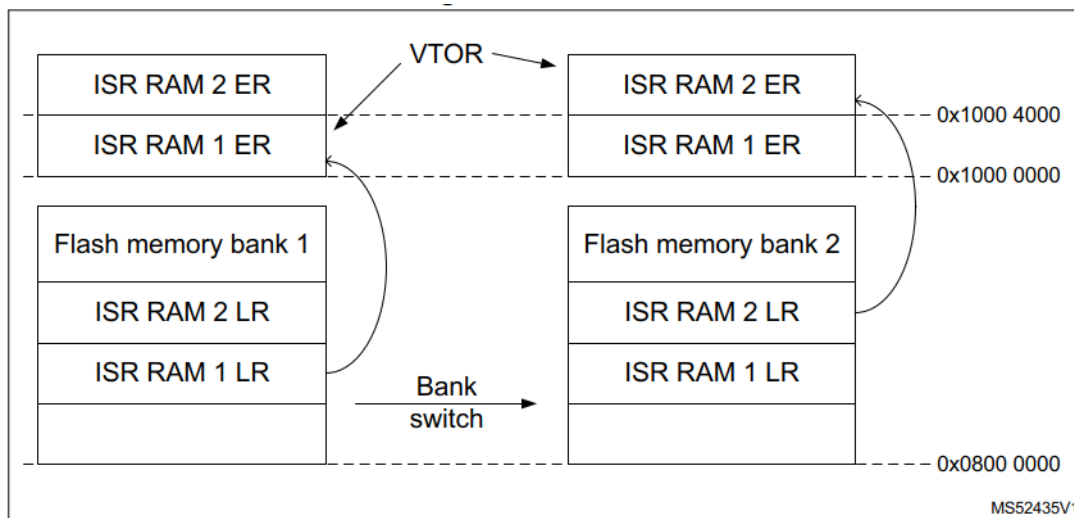 VTOR
ISR RAM 2 ER
ISR RAM 1 ER
ISR RAM 2 ER
ISR RAM 1 ER
0x1000 4000
0x1000 0000
Flash memory bank 1
ISR RAM 2 LR
ISR RAM 1 LR
Bank
switch
Flash memory bank 2
ISR RAM 2 LR
ISR RAM 1 LR
0x0800 0000
MS52435V1